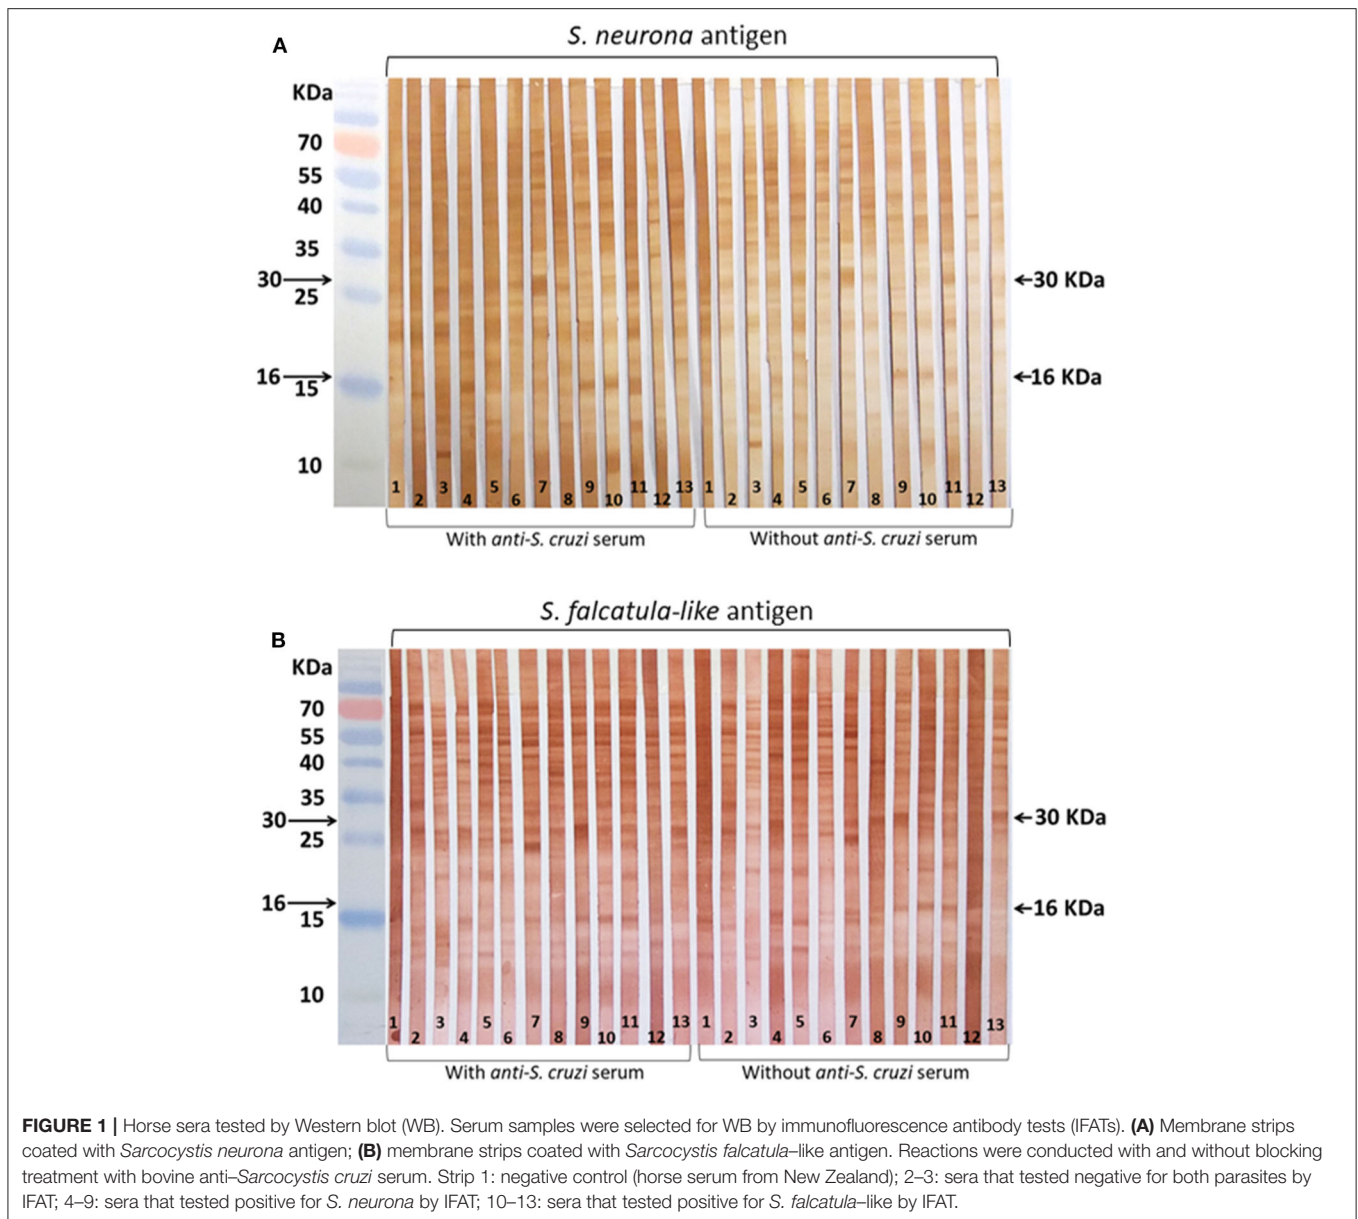 A
S. neurona antigen
KDa
70
55
40
35
30
25
16
15
10
30 KDa
16 KDa
1 2 3 4 5 6 7 8 9 10 11 12 13 1 2 3 4 5 6 7 8 9 10 11 12 13
With anti-S. cruzi serum Without anti-S. cruzi serum
S. falcatula-like antigen
B
KDa
70
55
40
35
30
25
16
15
10
30 KDa
16 KDa
1 2 3 4 5 6 7 8 9 10 11 12 13 1 2 3 4 5 6 7 8 9 10 11 12 13
With anti-S. cruzi serum Without anti-S. cruzi serum
FIGURE 1 | Horse sera tested by Western blot (WB). Serum samples were selected for WB by immunofluorescence antibody tests (IFATs). (A) Membrane strips
coated with Sarcocystis neurona antigen; (B) membrane strips coated with Sarcocystis falcatula–like antigen. Reactions were conducted with and without blocking
treatment with bovine anti–Sarcocystis cruzi serum. Strip 1: negative control (horse serum from New Zealand); 2–3: sera that tested negative for both parasites by
IFAT; 4–9: sera that tested positive for S. neurona by IFAT; 10–13: sera that tested positive for S. falcatula–like by IFAT.